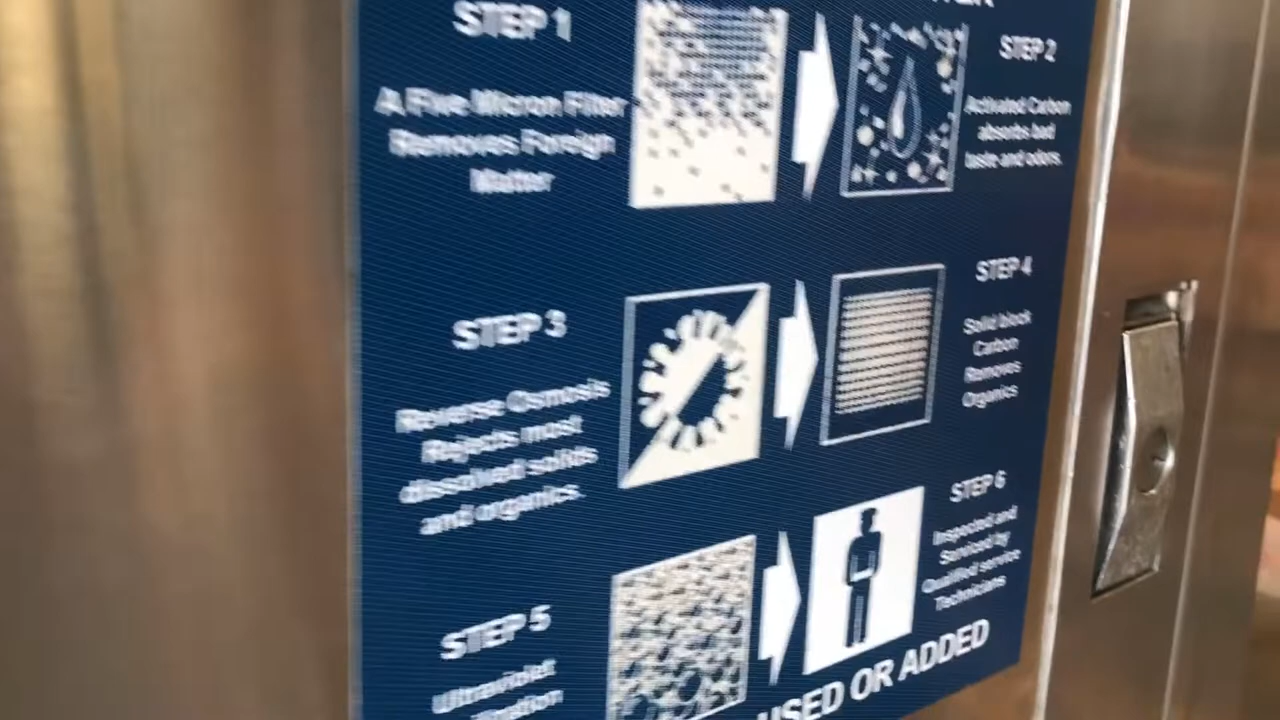 STEP 1
A Five Micron Filter
Removes Foreign
Matter
STEP 2
Activated Carbon
absorbs bad
taste and odors.
STEP 3
Reverse Osmosis
Rejects most
dissolved solids
and organics.
STEP 4
Solid block
Carbon
Removes
Organics
STEP 5
Ultraviolet
STEP 6
Inspected and
Serviced by
Qualified service
Technicians
USED OR ADDED